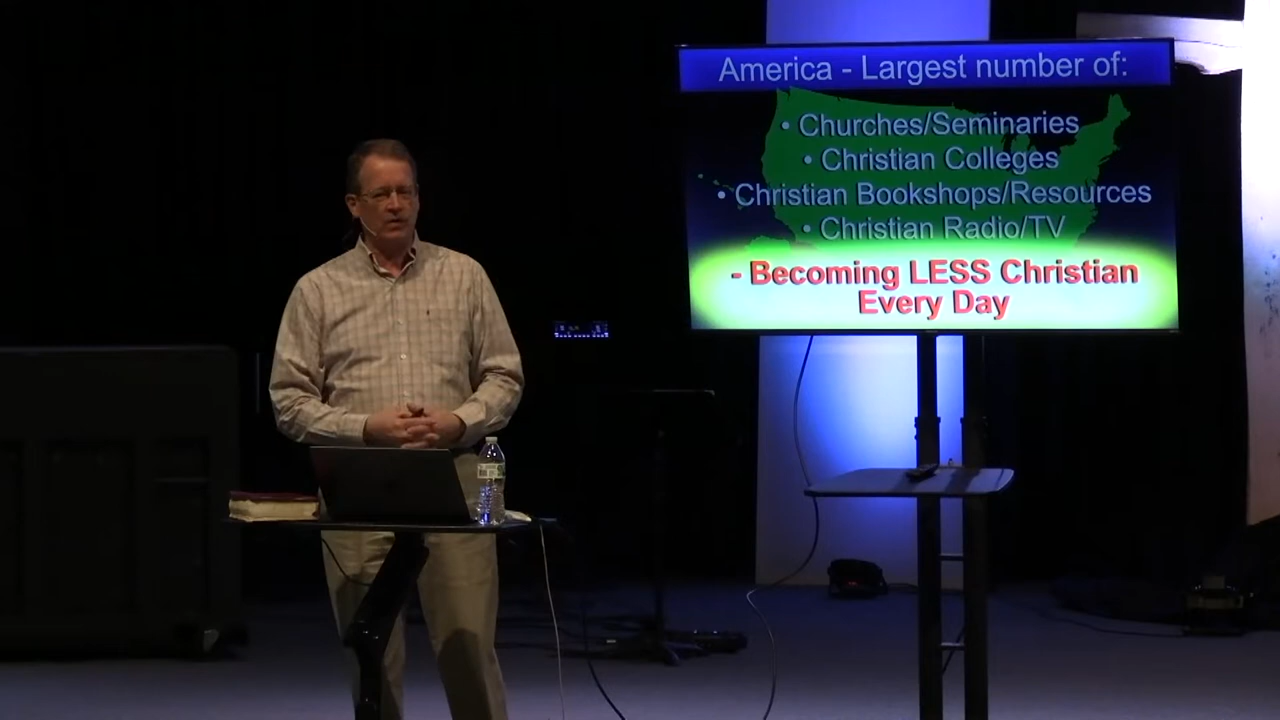 America - Largest number of:
• Churches/Seminaries
• Christian Colleges
• Christian Bookshops/Resources
• Christian Radio/TV
- Becoming LESS Christian
Every Day